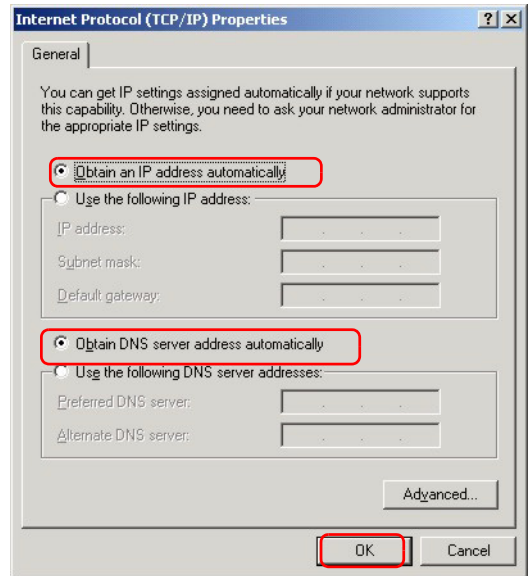 Internet Protocol (TCP/IP) Properties
General
You can get IP settings assigned automatically if your network supports
this capability. Otherwise, you need to ask your network administrator for
the appropriate IP settings.
Obtain an IP address automatically
Use the following IP address:
IP address:
Subnet mask:
Default gateway:
Obtain DNS server address automatically
Use the following DNS server addresses:
Preferred DNS server:
Alternate DNS server:
Advanced...
OK Cancel